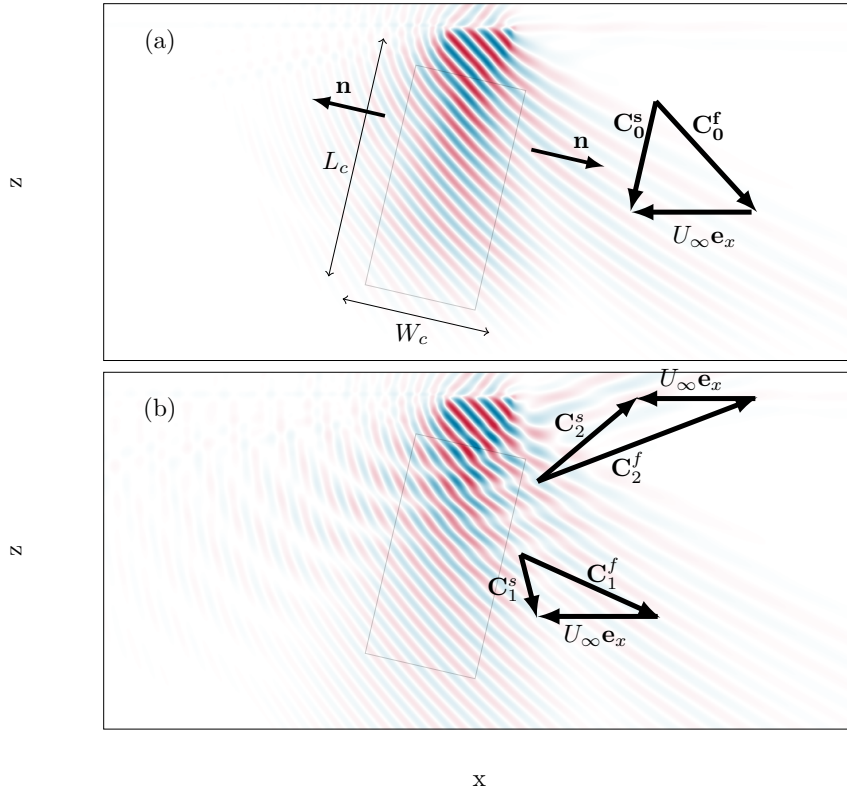 (a)
n
L_c
W_c
n
C_0^s
C_0^f
U_∞e_x
z
(b)
U_∞e_x
C_2^s
C_2^f
C_1^s
C_1^f
U_∞e_x
z
x